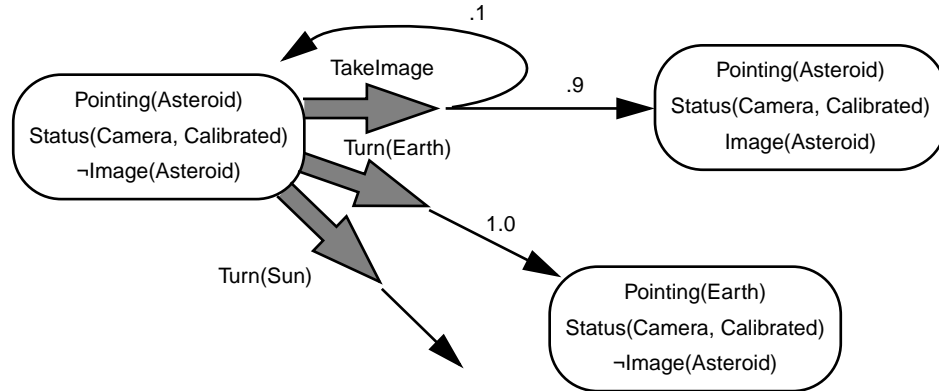 .1
TakeImage
Pointing(Asteroid)
Status(Camera, Calibrated)
¬Image(Asteroid)
.9
Pointing(Asteroid)
Status(Camera, Calibrated)
Image(Asteroid)
Turn(Earth)
1.0
Turn(Sun)
Pointing(Earth)
Status(Camera, Calibrated)
¬Image(Asteroid)